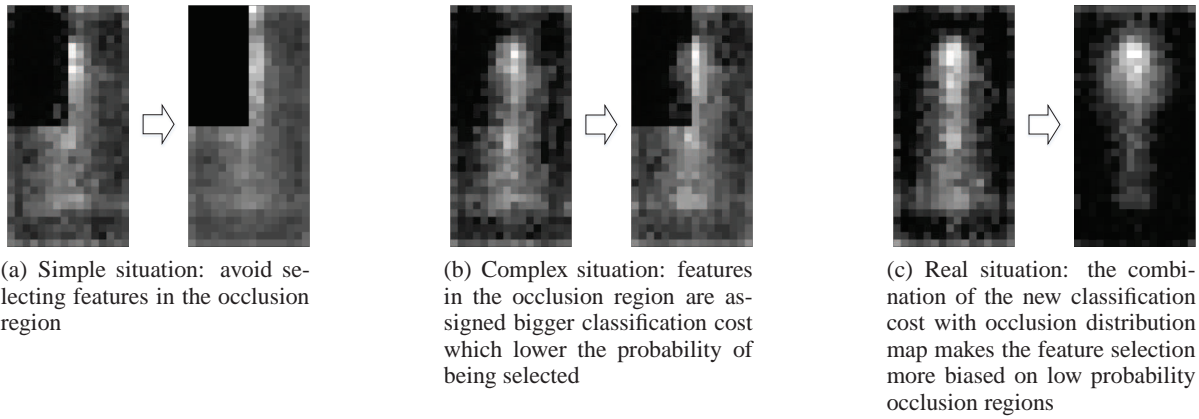 (a) Simple situation: avoid se-
lecting features in the occlusion
region
(b) Complex situation: features
in the occlusion region are as-
signed bigger classification cost
which lower the probability of
being selected
(c) Real situation: the combi-
nation of the new classification
cost with occlusion distribution
map makes the feature selection
more biased on low probability
occlusion regions